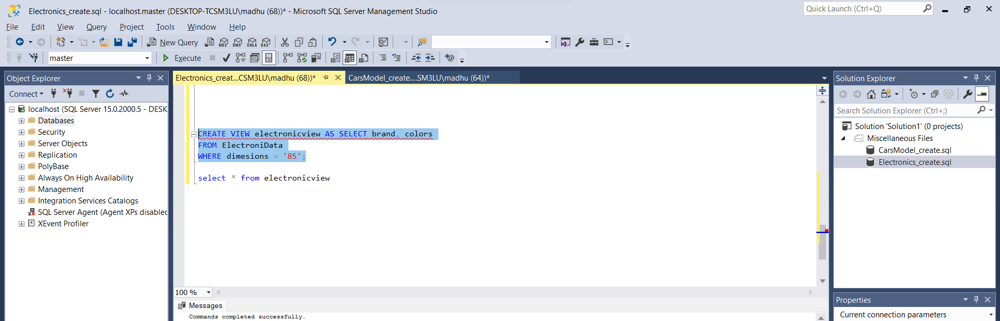 Electronics_create.sql - localhost.master (DESKTOP-TCSM3LU\madhu (68))* - Microsoft SQL Server Management Studio
Quick Launch (Ctrl+Q)
File Edit View Query Project Tools Window Help
New Query MDX DMX XMLA DAX
master Execute
Object Explorer
Connect
localhost (SQL Server 15.0.2000.5 - DESK
Databases
Security
Server Objects
Replication
PolyBase
Always On High Availability
Management
Integration Services Catalogs
SQL Server Agent (Agent XPs disabled
XEvent Profiler
Electronics_creat...CSM3LU\madhu (68))*
CarsModel_create....SM3LU\madhu (64))*
CREATE VIEW electronicview AS SELECT brand, colors
FROM ElectroniData
WHERE dimesions = '85';
select * from electronicview
100 %
Messages
Commands completed successfully.
Solution Explorer
Search Solution Explorer (Ctrl+;)
Solution 'Solution1' (0 projects)
Miscellaneous Files
CarsModel_create.sql
Electronics_create.sql
Properties
Current connection parameters